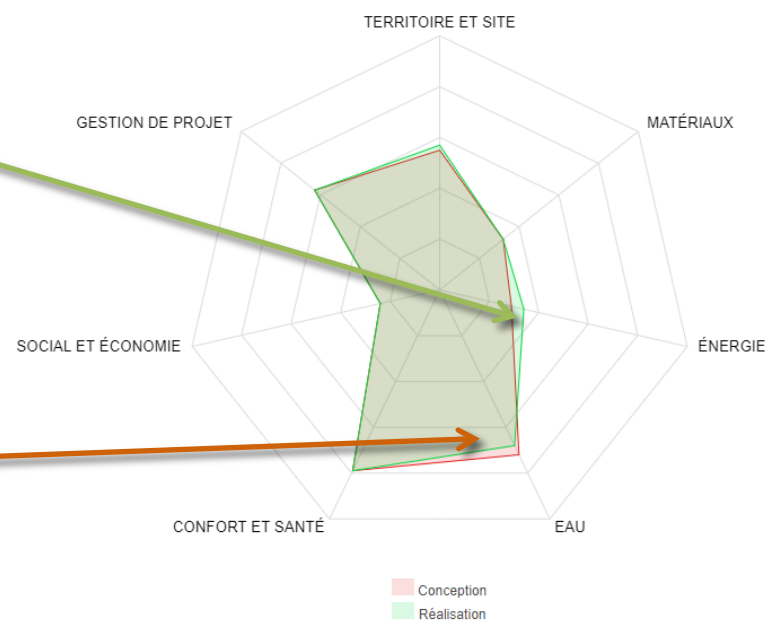 TERRITOIRE ET SITE
GESTION DE PROJET
MATÉRIAUX
SOCIAL ET ÉCONOMIE
ÉNERGIE
CONFORT ET SANTÉ
EAU
Conception
Réalisation